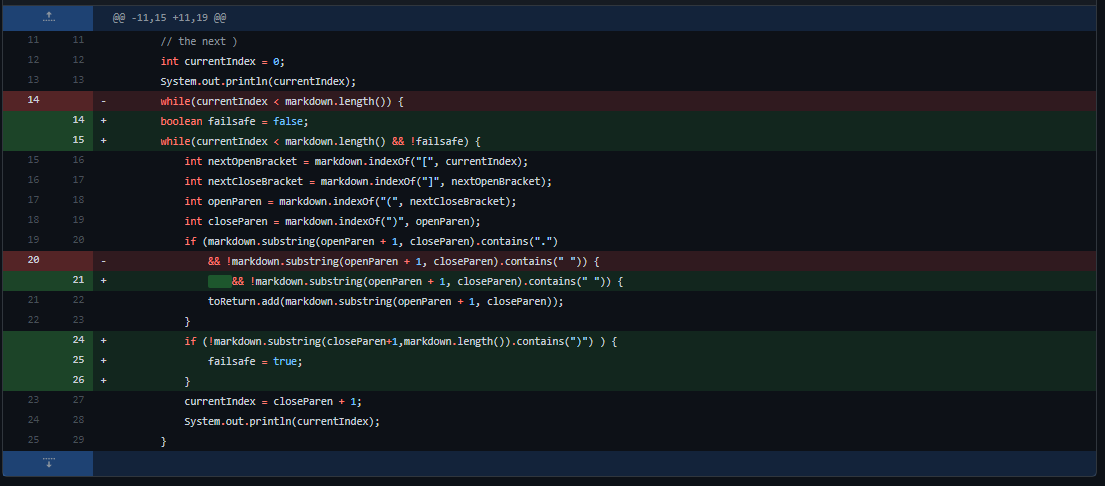 @@ -11,15 +11,19 @@
11 11 // the next )
12 12 int currentIndex = 0;
13 13 System.out.println(currentIndex);
14 - while(currentIndex < markdown.length()) {
14 + boolean failsafe = false;
15 + while(currentIndex < markdown.length() && !failsafe) {
15 16 int nextOpenBracket = markdown.indexOf("[", currentIndex);
16 17 int nextCloseBracket = markdown.indexOf("]", nextOpenBracket);
17 18 int openParen = markdown.indexOf("(", nextCloseBracket);
18 19 int closeParen = markdown.indexOf(")", openParen);
19 20 if (markdown.substring(openParen + 1, closeParen).contains(".")
20 - && !markdown.substring(openParen + 1, closeParen).contains(" ")) {
21 + && !markdown.substring(openParen + 1, closeParen).contains(" ")) {
21 22 toReturn.add(markdown.substring(openParen + 1, closeParen));
22 23 }
24 + if (!markdown.substring(closeParen+1,markdown.length()).contains(")") ) {
25 + failsafe = true;
26 + }
23 27 currentIndex = closeParen + 1;
24 28 System.out.println(currentIndex);
25 29 }